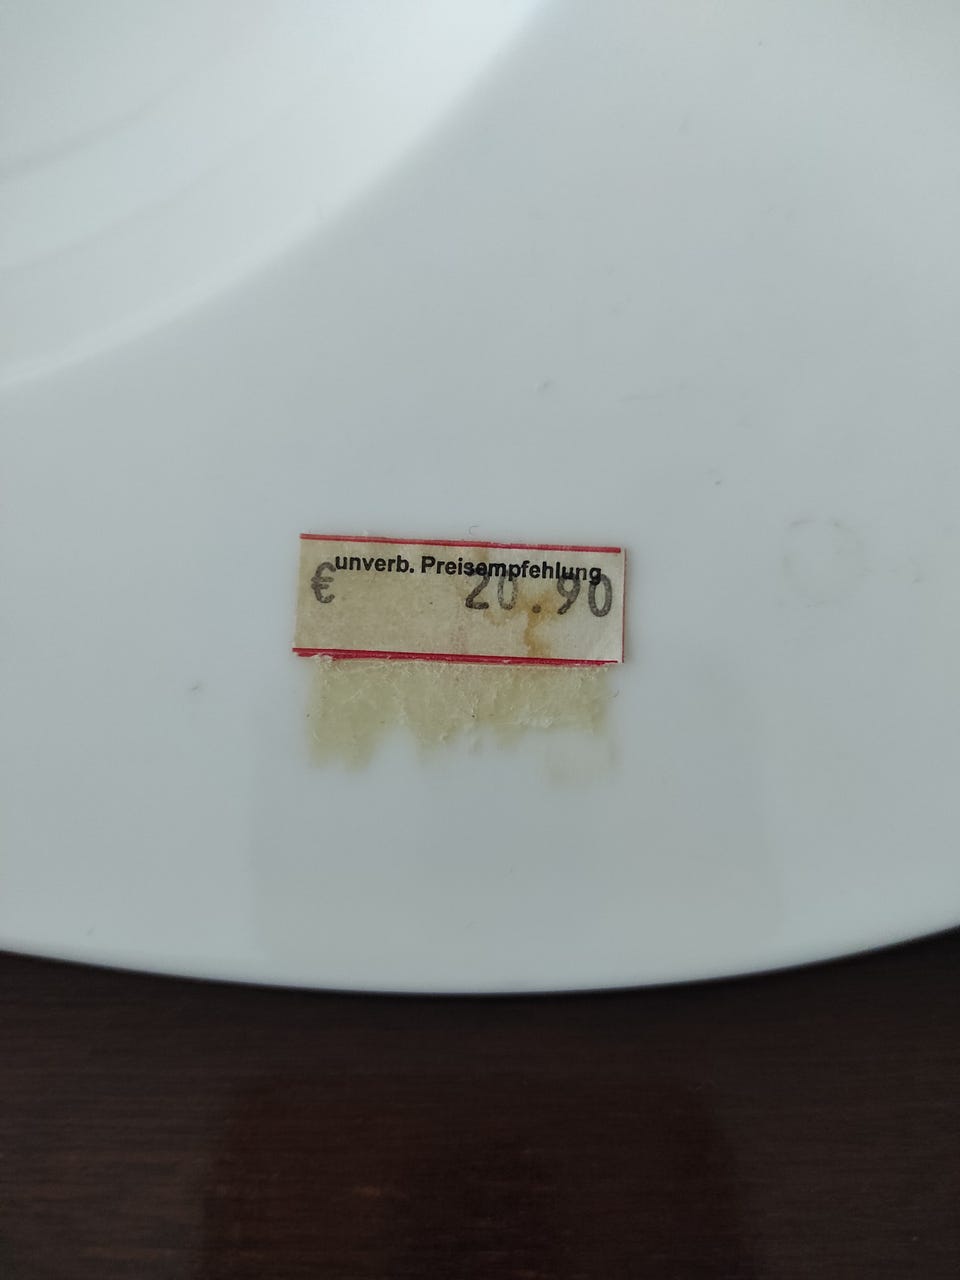 unverb. Preisempfehlung
€ 20.90